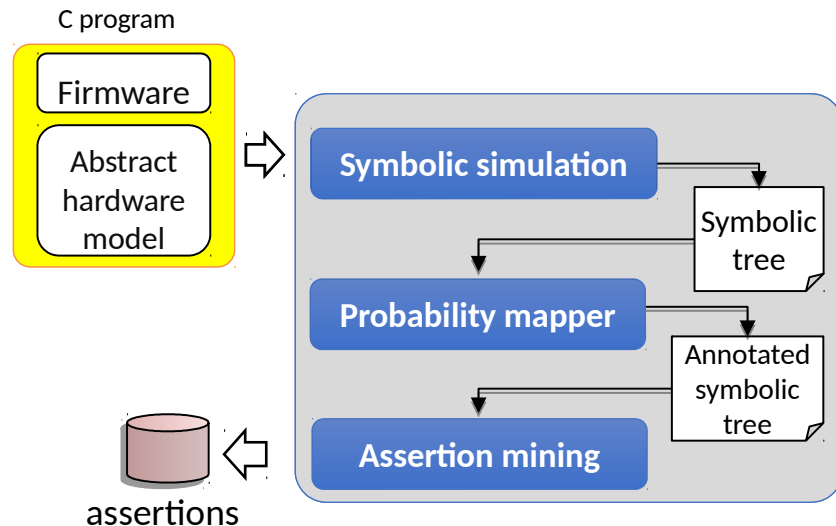 C program
Firmware
Abstract
hardware
model
Symbolic simulation
Symbolic
tree
Probability mapper
Annotated
symbolic
tree
Assertion mining
assertions